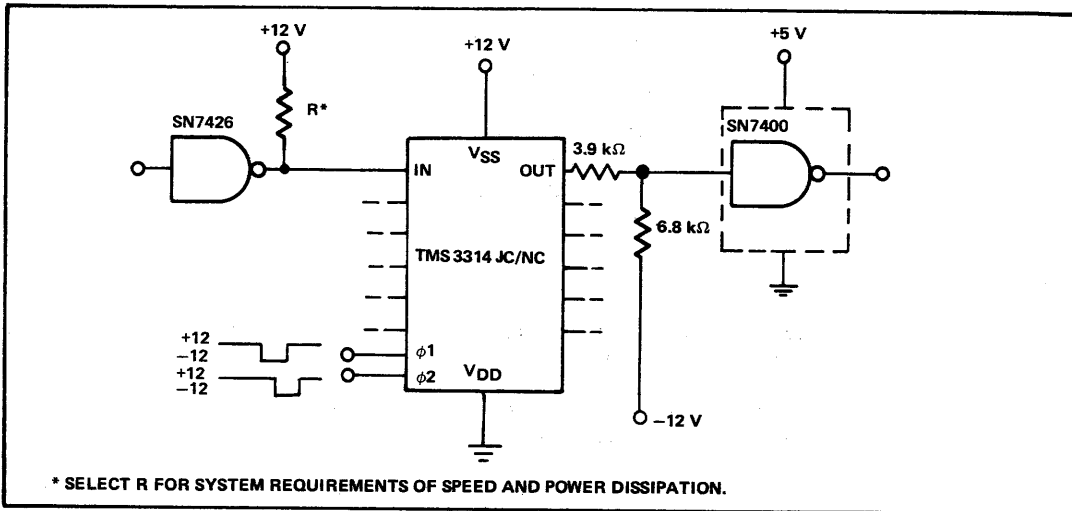 +12 V
+12 V
+5 V
R*
SN7426
SN7400
VSS
3.9 kΩ
IN
OUT
6.8 kΩ
TMS 3314 JC/NC
+12
−12
ϕ1
+12
−12
ϕ2
VDD
−12 V
* SELECT R FOR SYSTEM REQUIREMENTS OF SPEED AND POWER DISSIPATION.